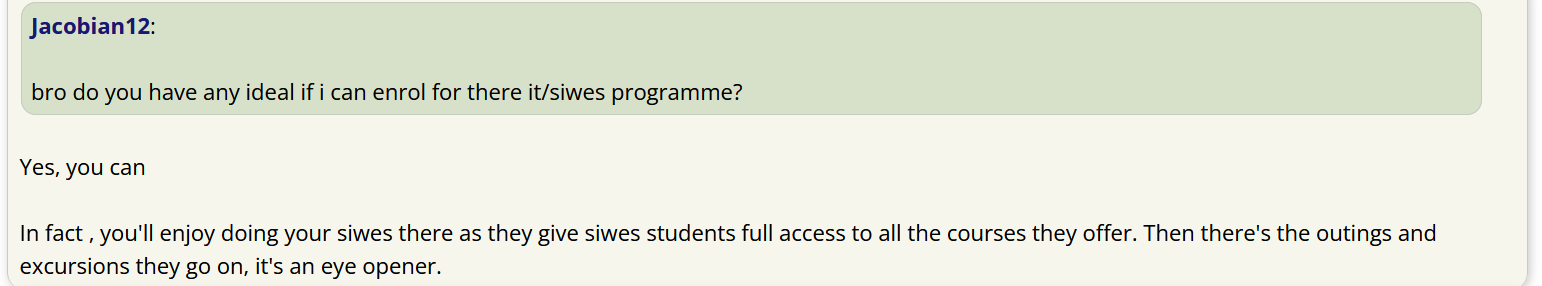 Jacobian12:
bro do you have any ideal if i can enrol for there it/siwes programme?
Yes, you can
In fact , you'll enjoy doing your siwes there as they give siwes students full access to all the courses they offer. Then there's the outings and
excursions they go on, it's an eye opener.